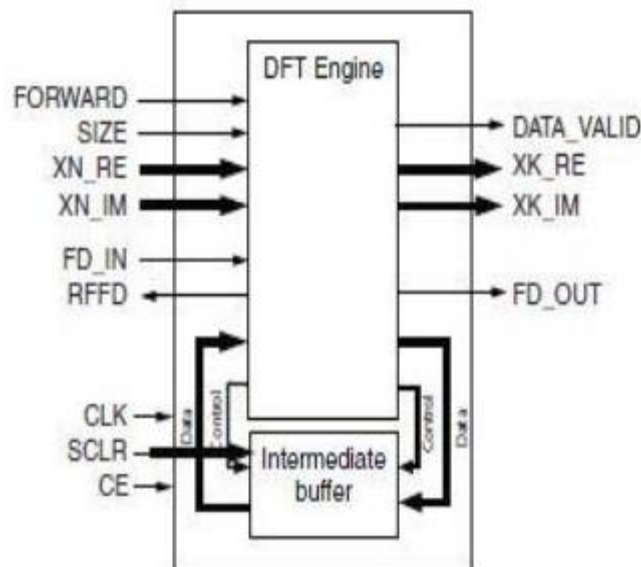 DFT Engine
FORWARD
SIZE
XN_RE
XN_IM
FD_IN
RFFD
DATA_VALID
XK_RE
XK_IM
FD_OUT
CLK
SCLR
CE
Data
Control
Control
Data
Intermediate
buffer